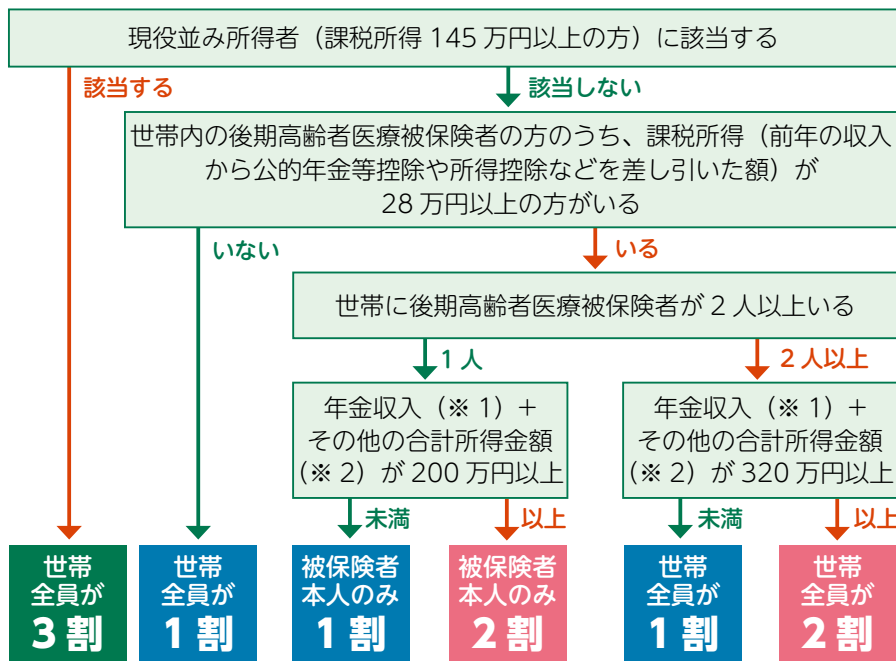 現役並み所得者（課税所得 145 万円以上の方）に該当する
該当する
該当しない
世帯内の後期高齢者医療被保険者の方のうち、課税所得（前年の収入
から公的年金等控除や所得控除などを差し引いた額）が
28 万円以上の方がいる
いない
いる
世帯に後期高齢者医療被保険者が 2 人以上いる
1 人
2 人以上
年金収入（※ 1）＋
その他の合計所得金額
（※ 2）が 200 万円以上
年金収入（※ 1）＋
その他の合計所得金額
（※ 2）が 320 万円以上
未満
以上
未満
以上
世帯
全員が
3 割
世帯
全員が
1 割
被保険者
本人のみ
1 割
被保険者
本人のみ
2 割
世帯
全員が
1 割
世帯
全員が
2 割